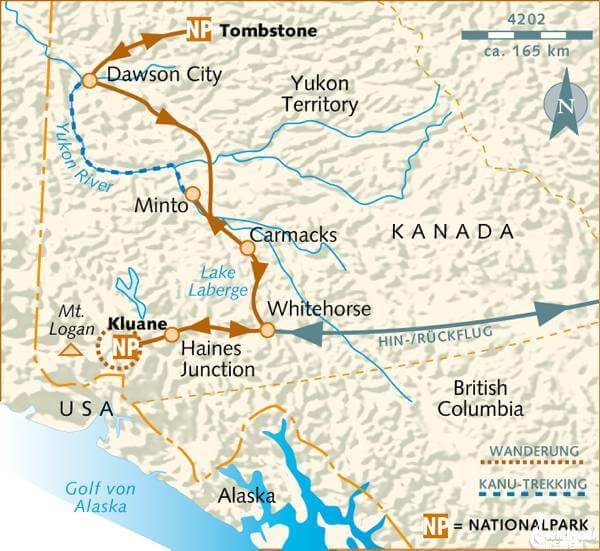 NP Tombstone
4202
ca. 165 km
Dawson City
Yukon
Territory
N
Yukon River
Minto
Carmacks
KANADA
Lake
Laberge
Mt.
Logan
Kluane
NP
Whitehorse
Haines
Junction
HIN-/RÜCKFLUG
USA
British
Columbia
WANDERUNG
KANU-TREKKING
Golf von
Alaska
Alaska
NP = NATIONALPARK